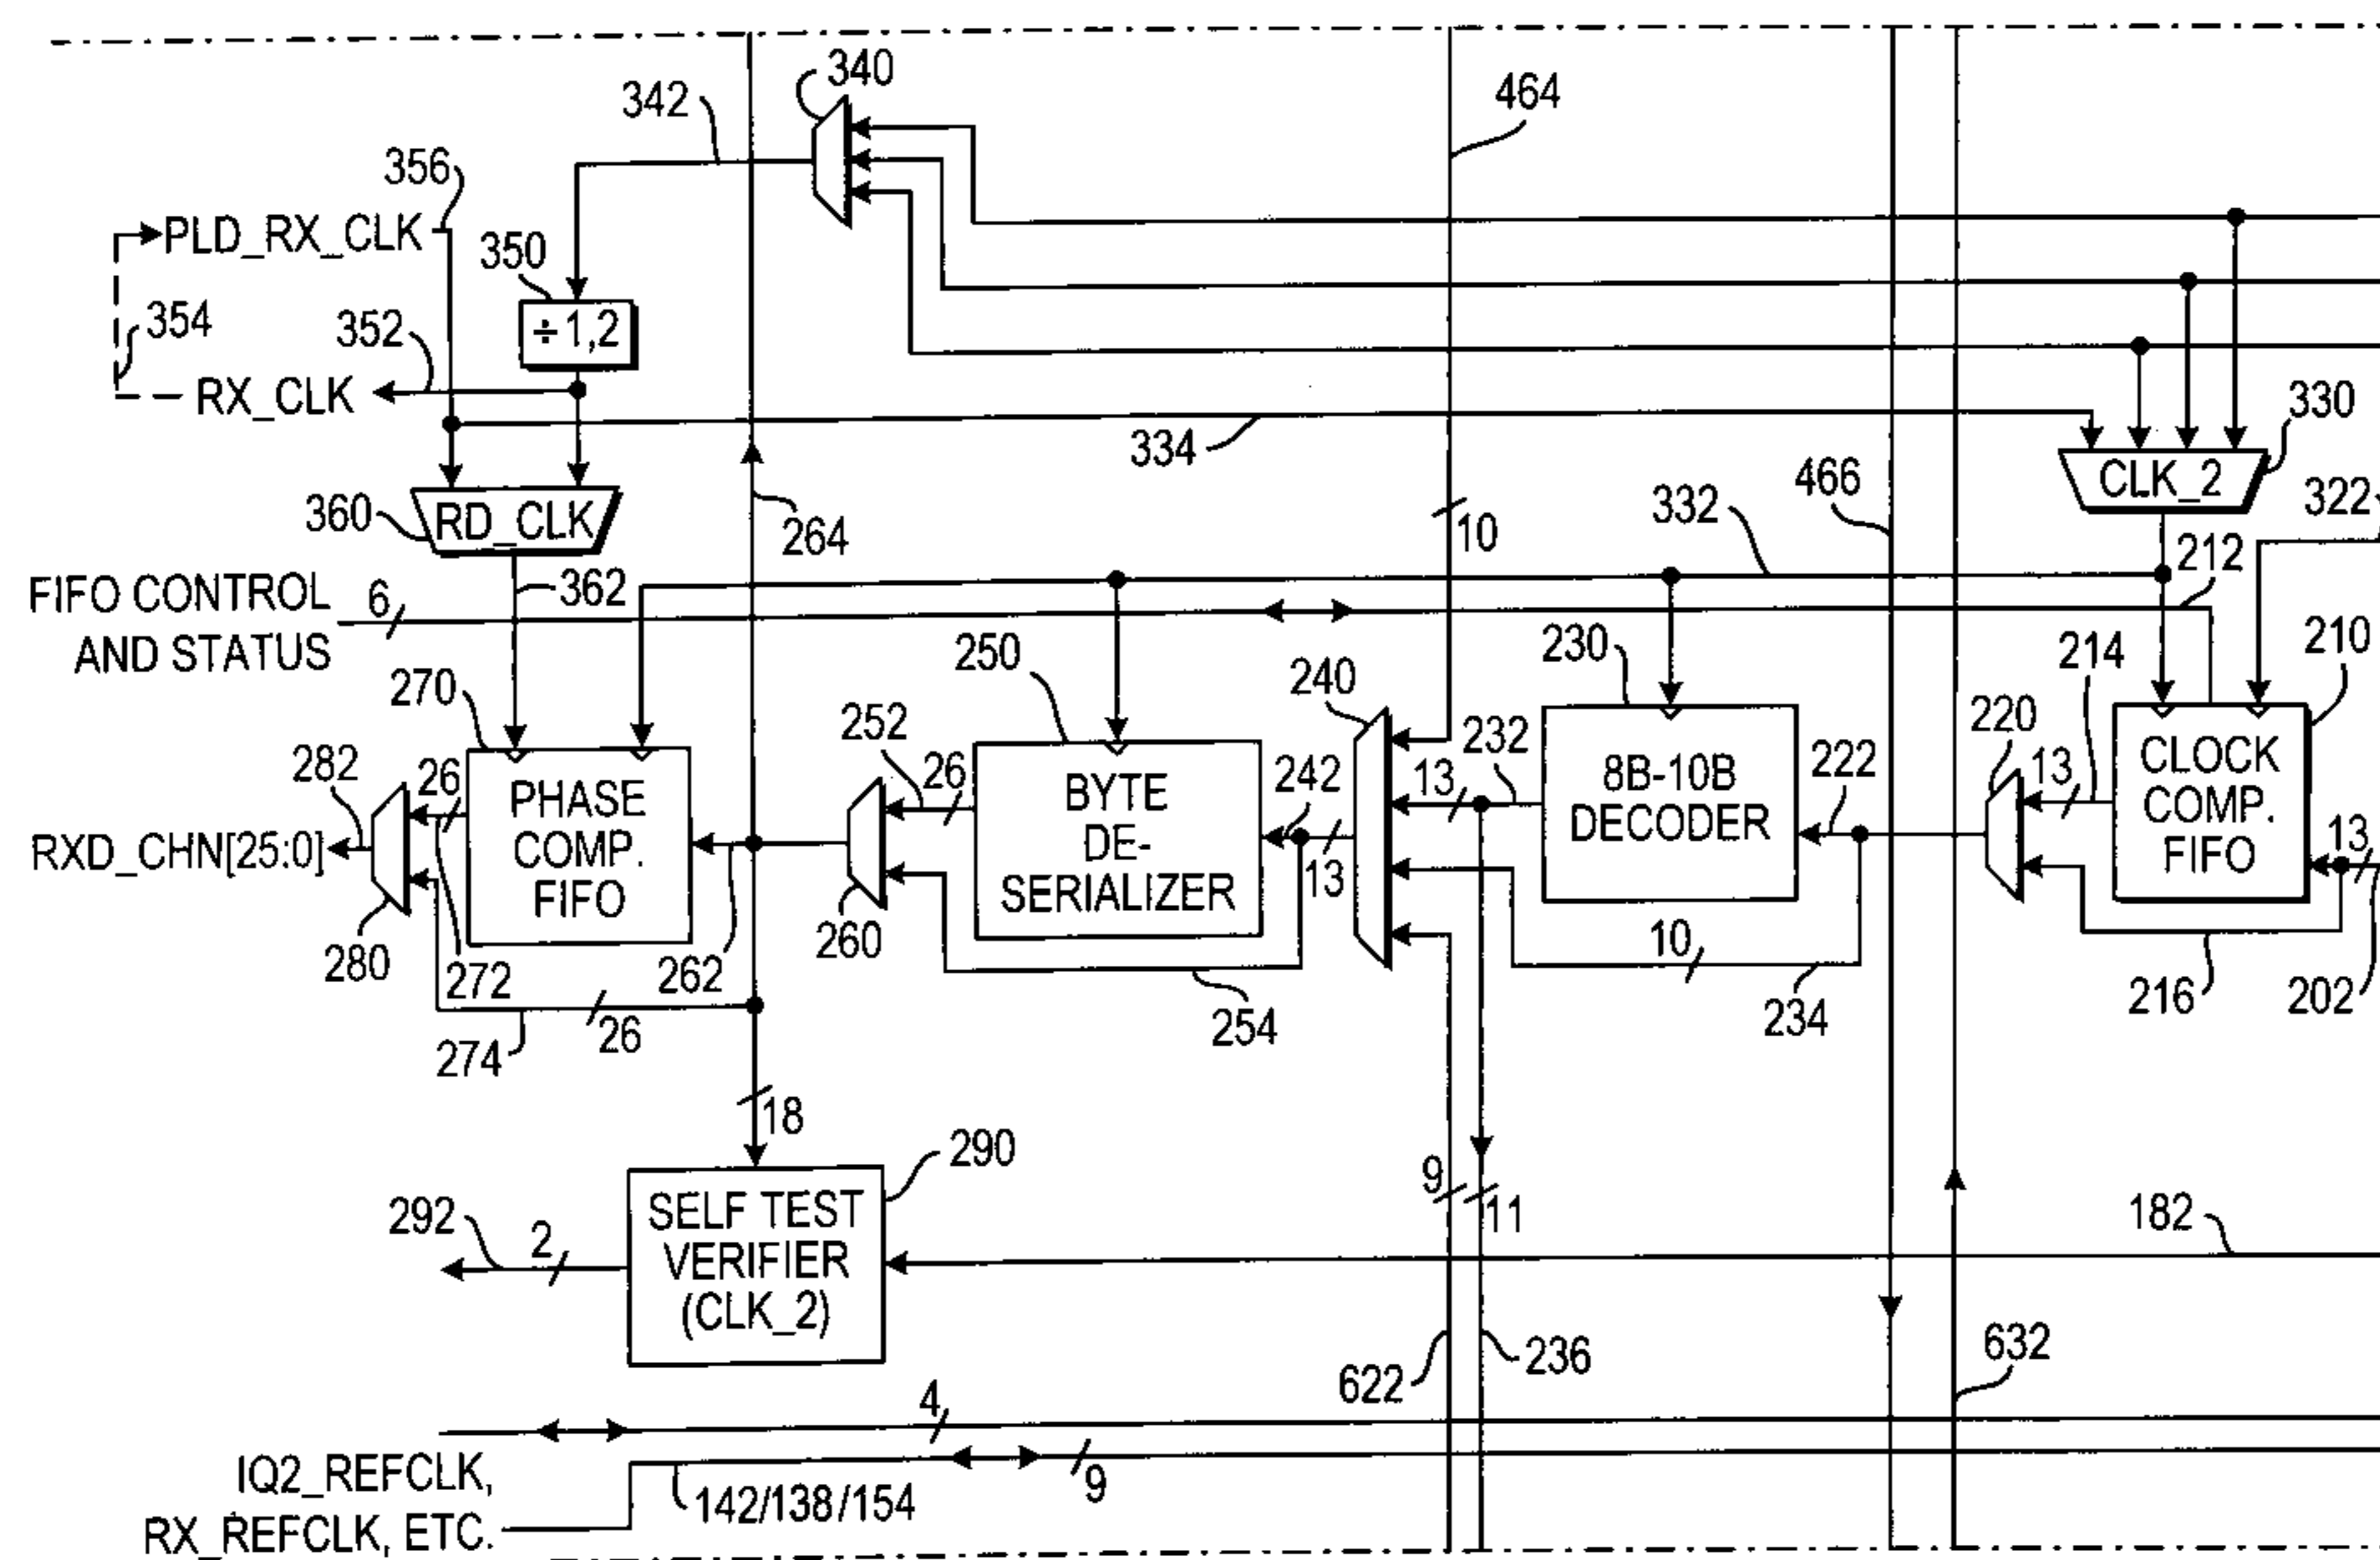 340
342
464
356
PLD_RX_CLK
350
354
352
÷ 1,2
RX_CLK
330
334
CLK_2
466
322
360
RD_CLK
264
10
332
212
FIFO CONTROL
AND STATUS
6
362
270
250
230
214
210
240
220
282
26
252
26
242
13
232
222
13
RXD_CHN[25:0]
PHASE
COMP.
FIFO
BYTE
DE-
SERIALIZER
8B-10B
DECODER
CLOCK
COMP.
FIFO
13
13
280
272
262
260
254
10
234
216
202
274
26
18
290
292
2
SELF TEST
VERIFIER
(CLK_2)
9
11
182
622
236
632
4
IQ2_REFCLK,
RX_REFCLK, ETC.
142/138/154
9